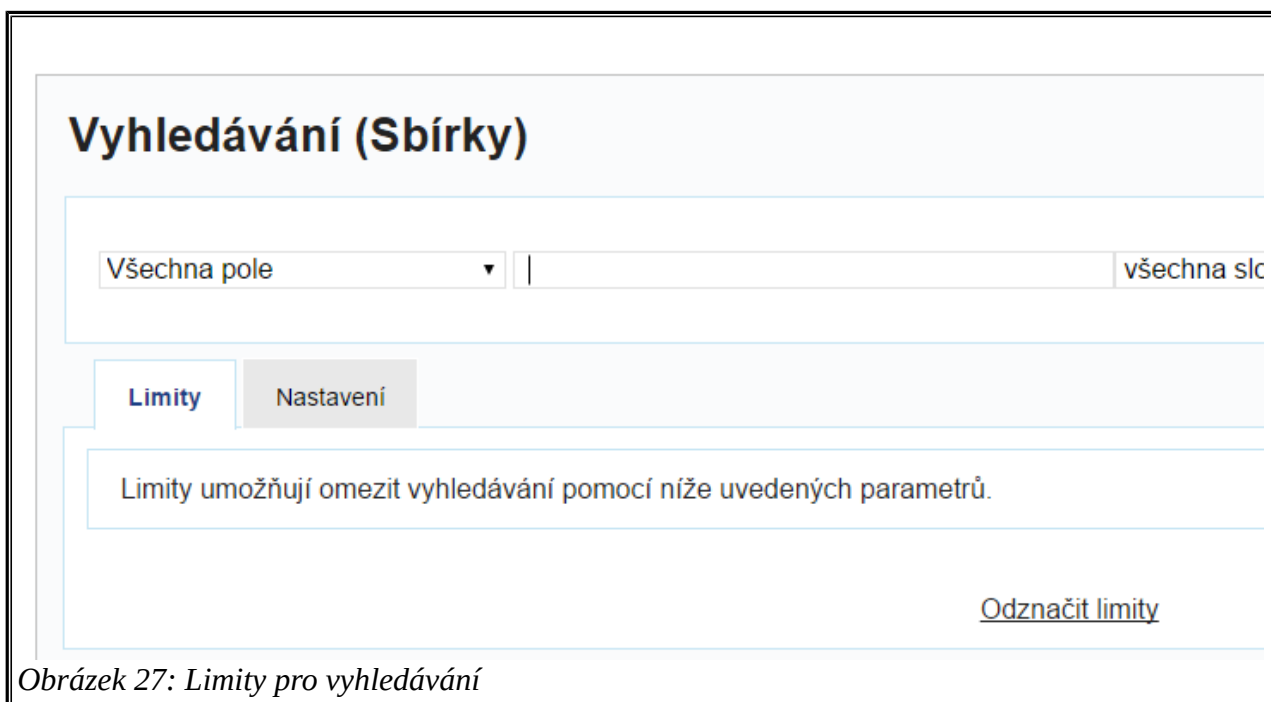 Vyhledávání (Sbírky)
Všechna pole všechna slo
Limity Nastavení
Limity umožňují omezit vyhledávání pomocí níže uvedených parametrů.
Odznačit limity
Obrázek 27: Limity pro vyhledávání